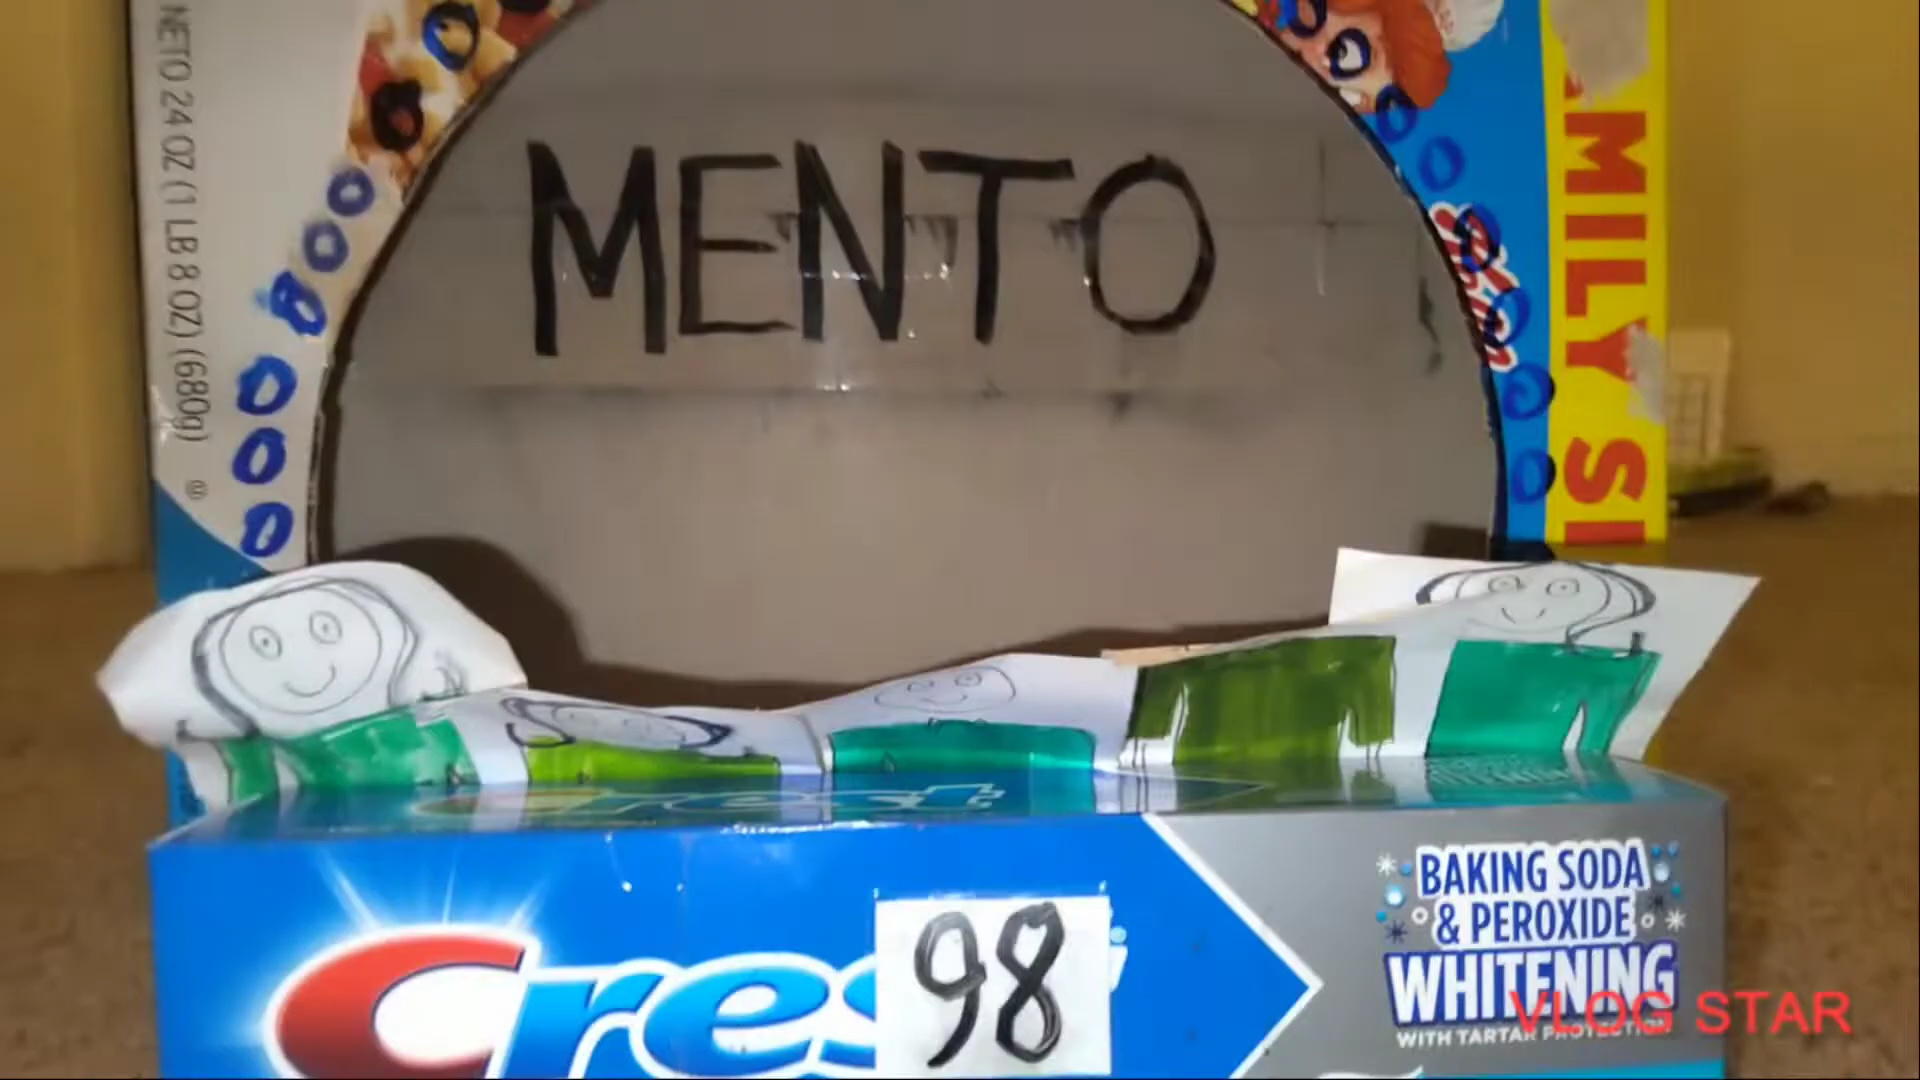 NETO 24 OZ (1 LB 8 OZ) (680g)
MENTO
MILY SI
Crest
BAKING SODA
& PEROXIDE
WHITENING
WITH TARTAR PROTECTION
Cres
98
VLOG STAR